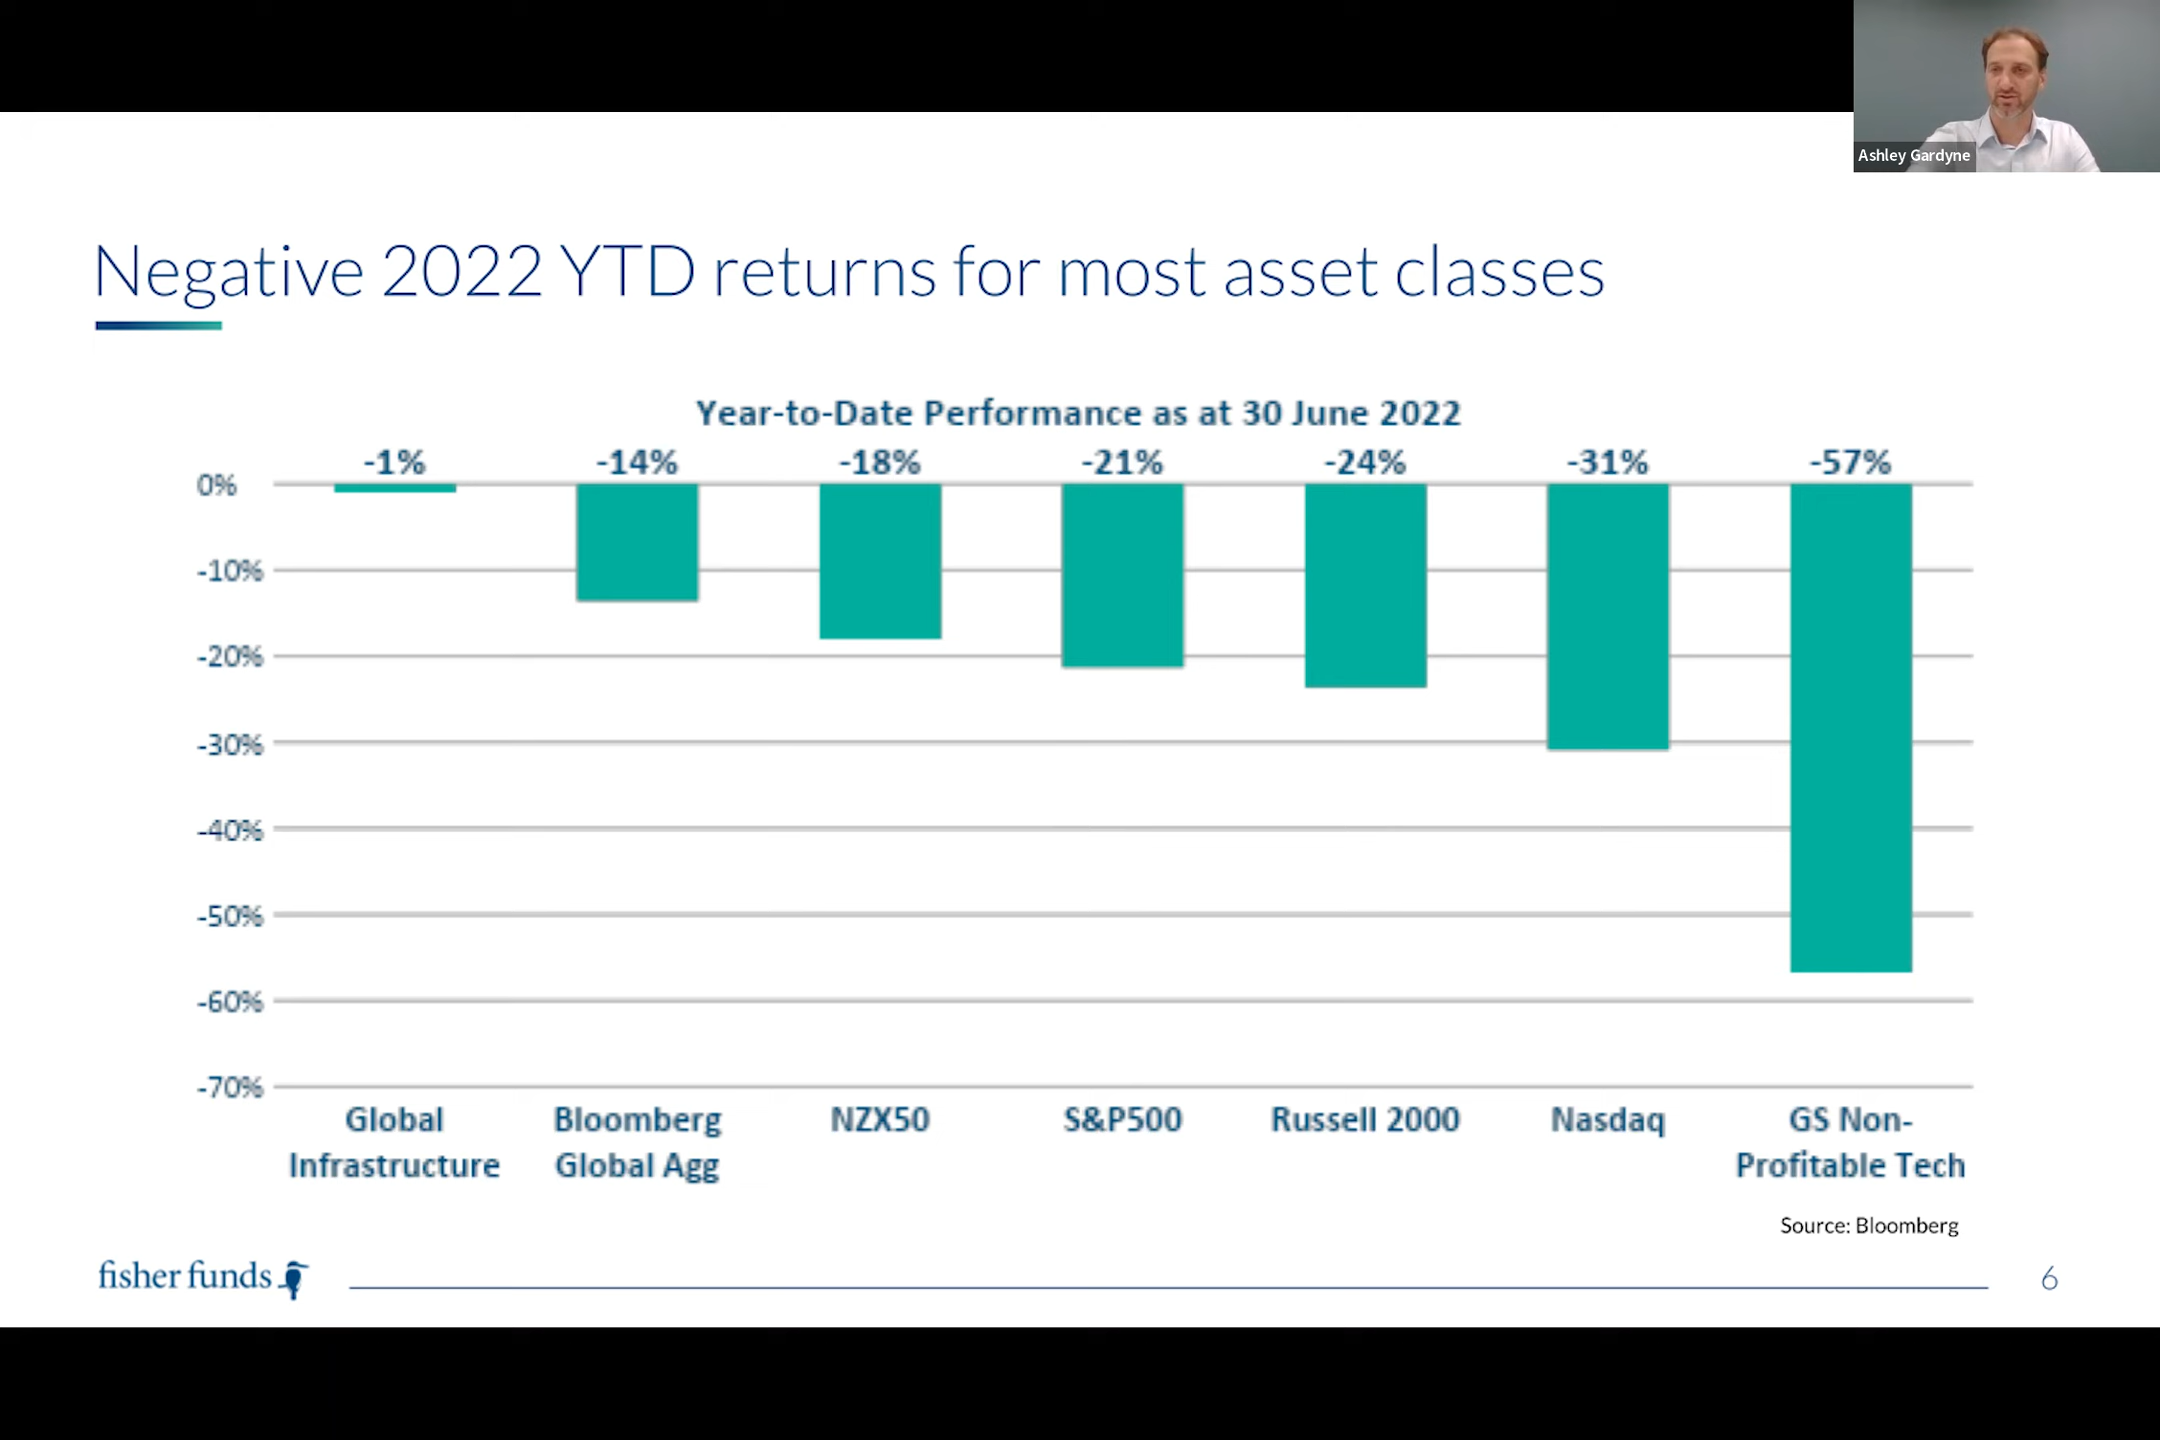 Ashley Gardyne
Negative 2022 YTD returns for most asset classes
Year-to-Date Performance as at 30 June 2022
-1% -14% -18% -21% -24% -31% -57%
0%
-10%
-20%
-30%
-40%
-50%
-60%
-70%
Global Bloomberg NZX50 S&P500 Russell 2000 Nasdaq GS Non-
Infrastructure Global Agg Profitable Tech
Source: Bloomberg
fisher funds
6